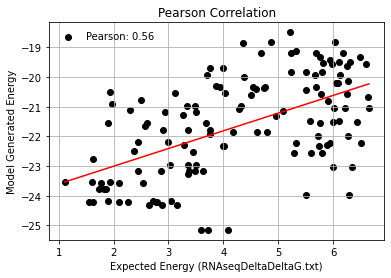 Pearson Correlation
Pearson: 0.56
−19
−20
−21
−22
−23
−24
−25
Model Generated Energy
1 2 3 4 5 6
Expected Energy (RNAseqDeltaDeltaG.txt)